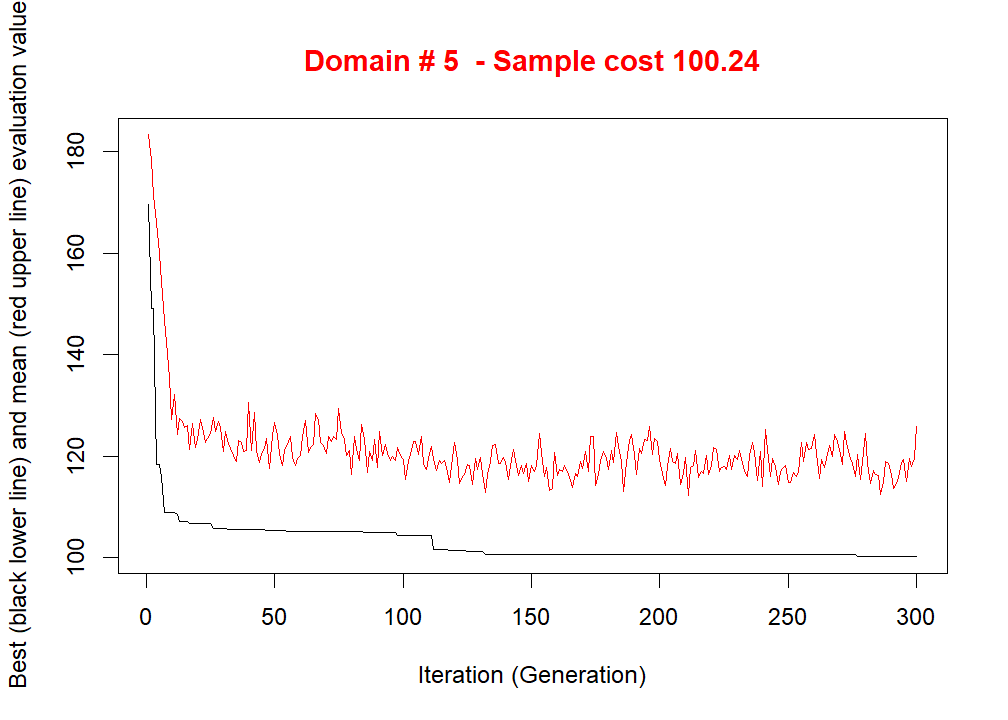 Domain # 5  - Sample cost 100.24
Best (black lower line) and mean (red upper line) evaluation value
180
160
140
120
100
0 50 100 150 200 250 300
Iteration (Generation)